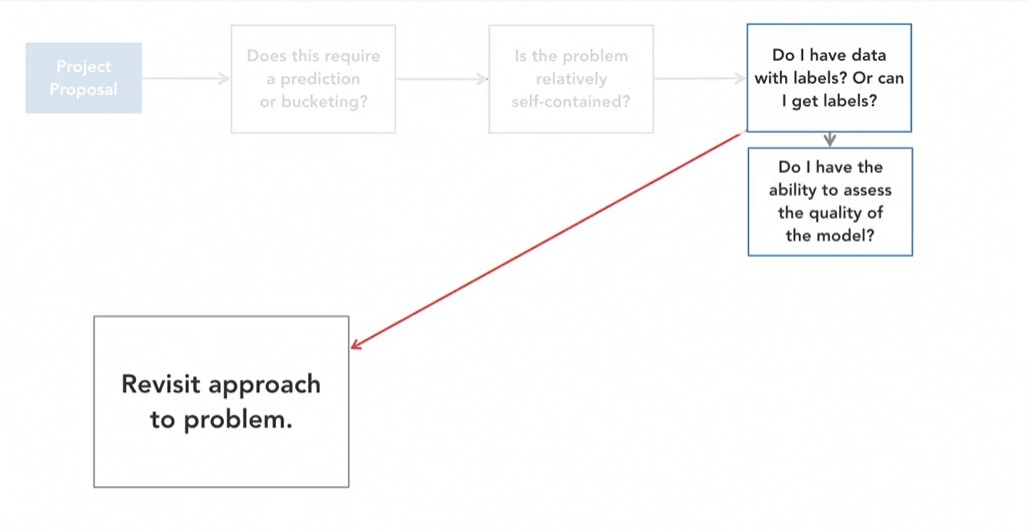 Project
Proposal
Does this require
a prediction
or bucketing?
Is the problem
relatively
self-contained?
Do I have data
with labels? Or can
I get labels?
Do I have the
ability to assess
the quality of
the model?
Revisit approach
to problem.